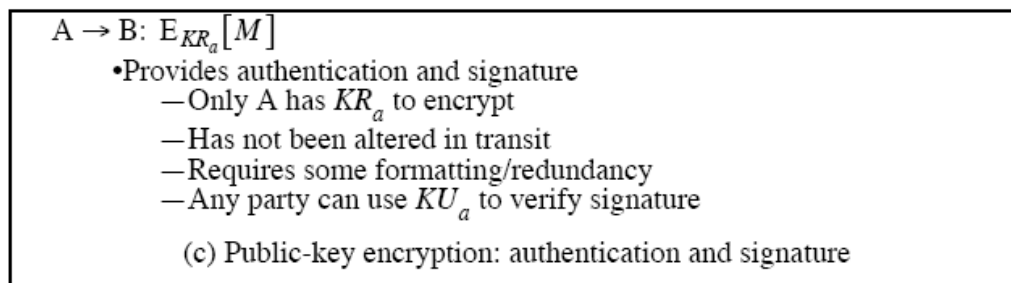 A → B: E_{KR_a}[M]
•Provides authentication and signature
—Only A has KR_a to encrypt
—Has not been altered in transit
—Requires some formatting/redundancy
—Any party can use KU_a to verify signature
(c) Public-key encryption: authentication and signature